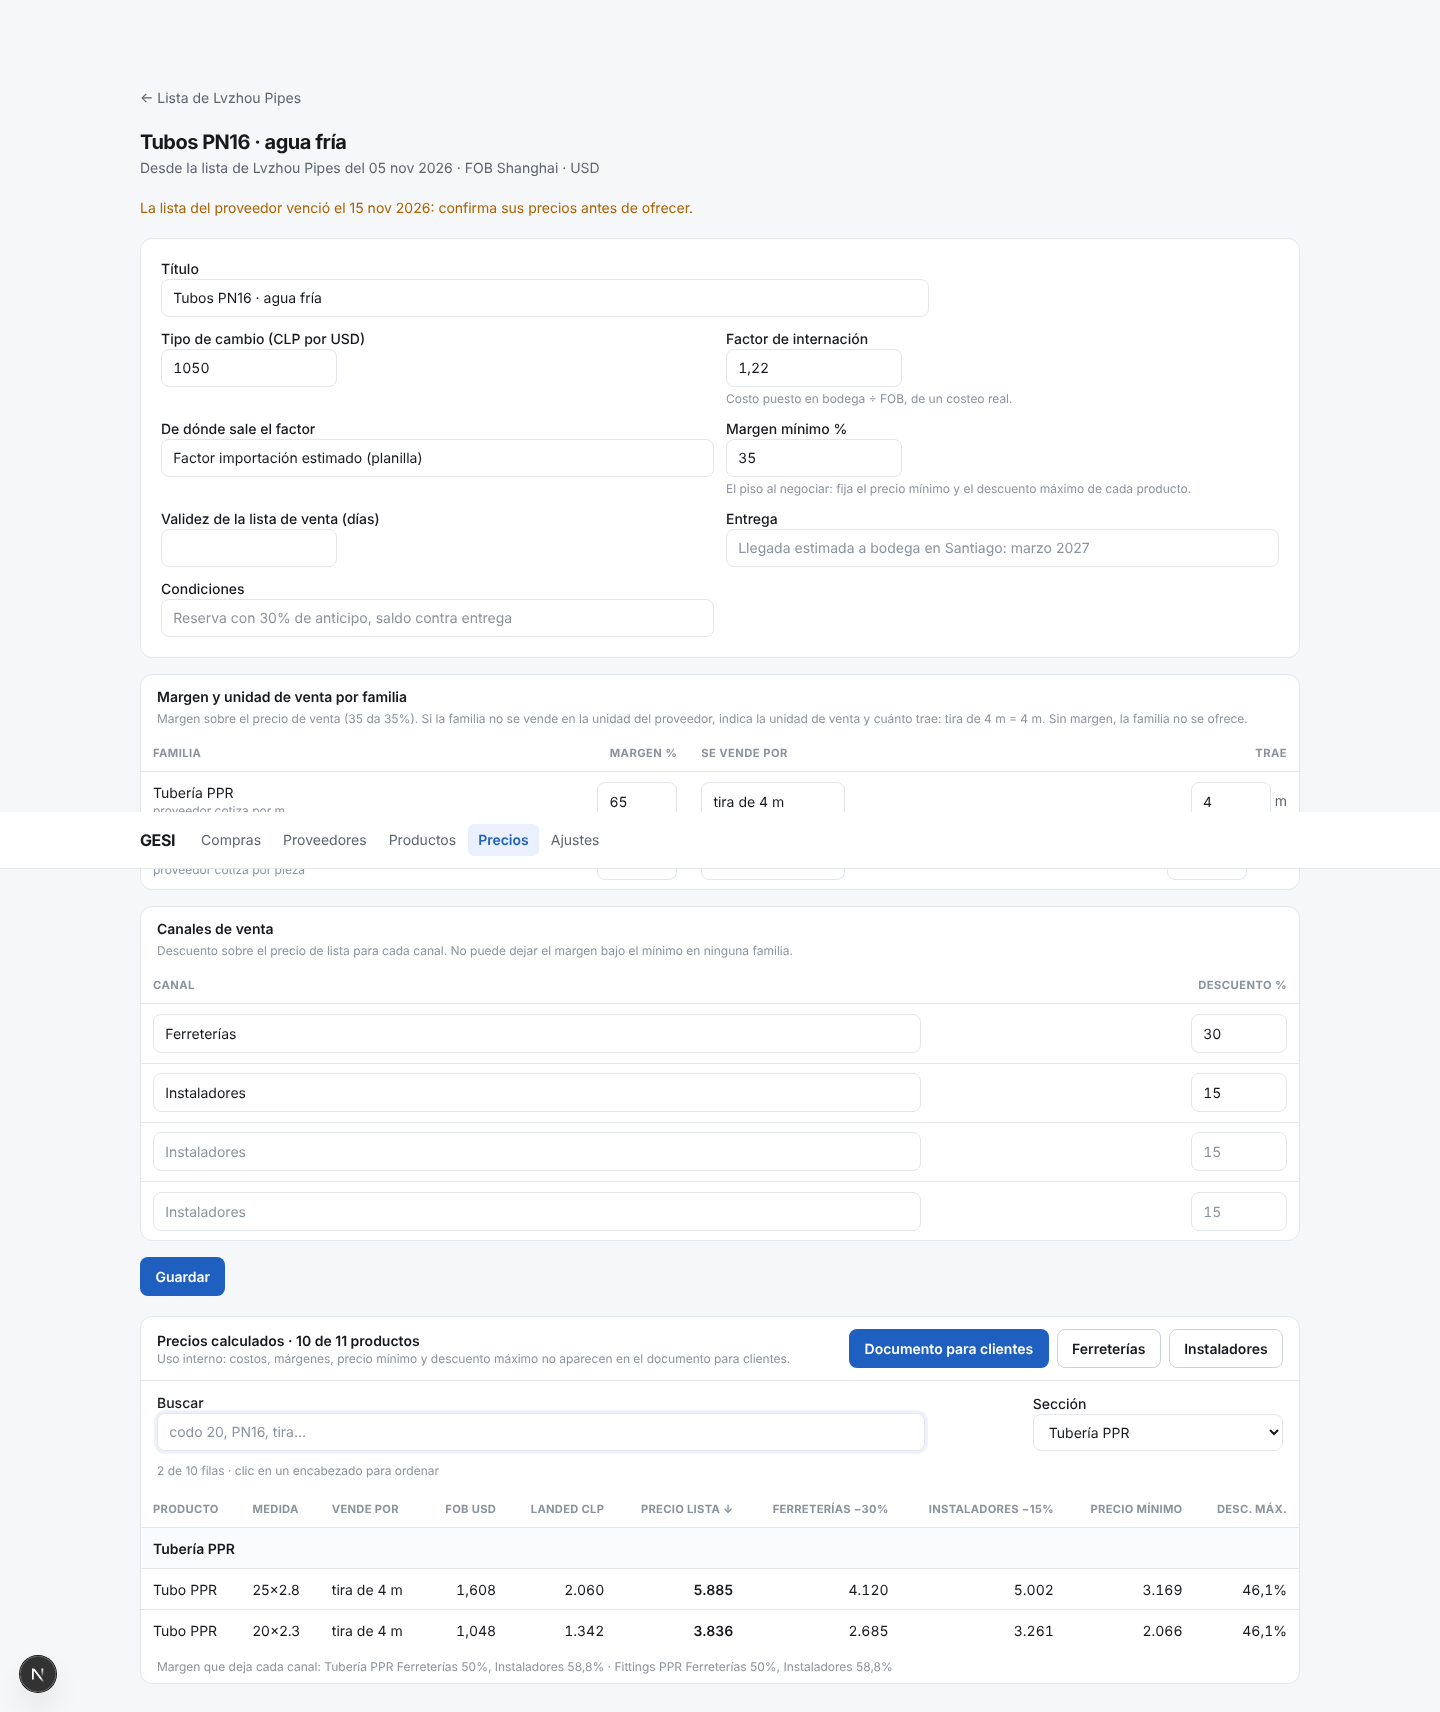 ← Lista de Lvzhou Pipes
Tubos PN16 · agua fría
Desde la lista de Lvzhou Pipes del 05 nov 2026 · FOB Shanghai · USD
La lista del proveedor venció el 15 nov 2026: confirma sus precios antes de ofrecer.
Título
Tubos PN16 · agua fría
Tipo de cambio (CLP por USD)
1050
Factor de internación
1,22
Costo puesto en bodega ÷ FOB, de un costeo real.
De dónde sale el factor
Factor importación estimado (planilla)
Margen mínimo %
35
El piso al negociar: fija el precio mínimo y el descuento máximo de cada producto.
Validez de la lista de venta (días)
Entrega
Llegada estimada a bodega en Santiago: marzo 2027
Condiciones
Reserva con 30% de anticipo, saldo contra entrega
Margen y unidad de venta por familia
Margen sobre el precio de venta (35 da 35%). Si la familia no se vende en la unidad del proveedor, indica la unidad de venta y cuánto trae: tira de 4 m = 4 m. Sin margen, la familia no se ofrece.
FAMILIA MARGEN % SE VENDE POR TRAE
Tubería PPR 65 tira de 4 m 4 m
proveedor cotiza por m
GESI Compras Proveedores Productos Precios Ajustes
proveedor cotiza por pieza
Canales de venta
Descuento sobre el precio de lista para cada canal. No puede dejar el margen bajo el mínimo en ninguna familia.
CANAL DESCUENTO %
Ferreterías 30
Instaladores 15
Instaladores 15
Instaladores 15
Guardar
Precios calculados · 10 de 11 productos
Uso interno: costos, márgenes, precio mínimo y descuento máximo no aparecen en el documento para clientes.
Documento para clientes Ferreterías Instaladores
Buscar
codo 20, PN16, tira...
Sección
Tubería PPR
2 de 10 filas · clic en un encabezado para ordenar
PRODUCTO MEDIDA VENDE POR FOB USD LANDED CLP PRECIO LISTA ↓ FERRETERÍAS −30% INSTALADORES −15% PRECIO MÍNIMO DESC. MÁX.
Tubería PPR
Tubo PPR 25×2.8 tira de 4 m 1,608 2.060 5.885 4.120 5.002 3.169 46,1%
Tubo PPR 20×2.3 tira de 4 m 1,048 1.342 3.836 2.685 3.261 2.066 46,1%
Margen que deja cada canal: Tubería PPR Ferreterías 50%, Instaladores 58,8% · Fittings PPR Ferreterías 50%, Instaladores 58,8%
N